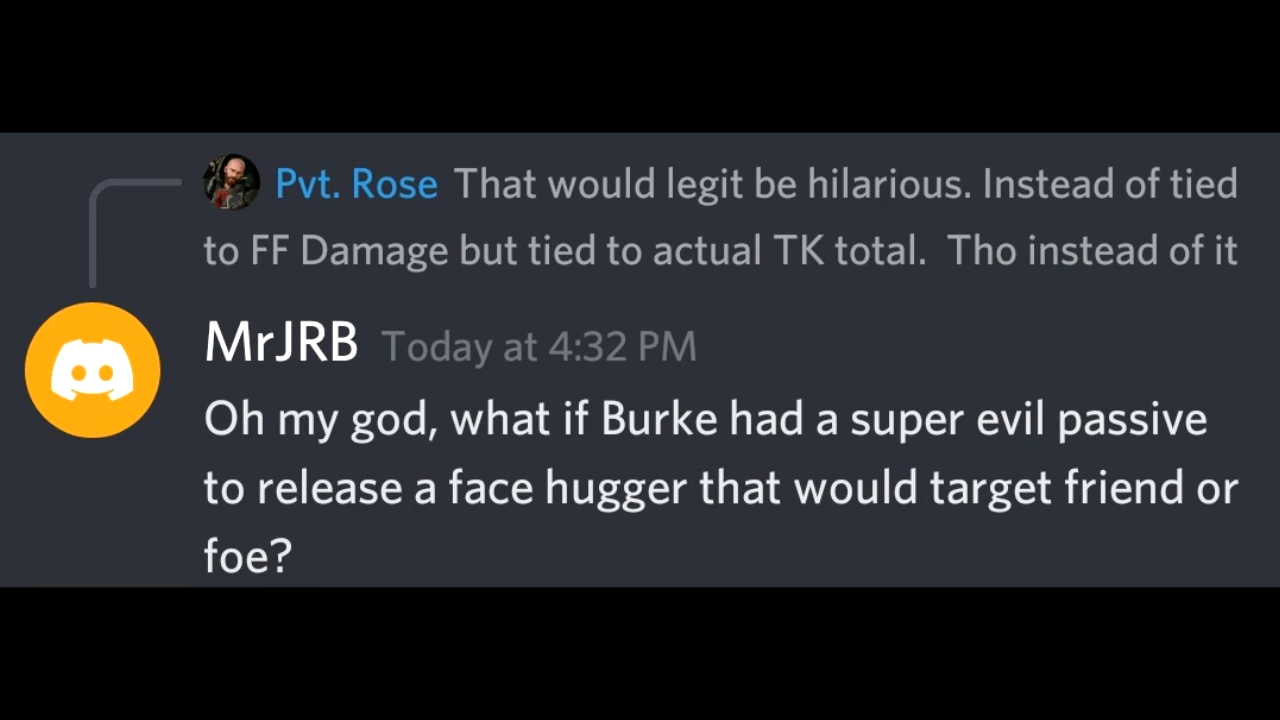 Pvt. Rose That would legit be hilarious. Instead of tied
to FF Damage but tied to actual TK total.  Tho instead of it
MrJRB Today at 4:32 PM
Oh my god, what if Burke had a super evil passive
to release a face hugger that would target friend or
foe?